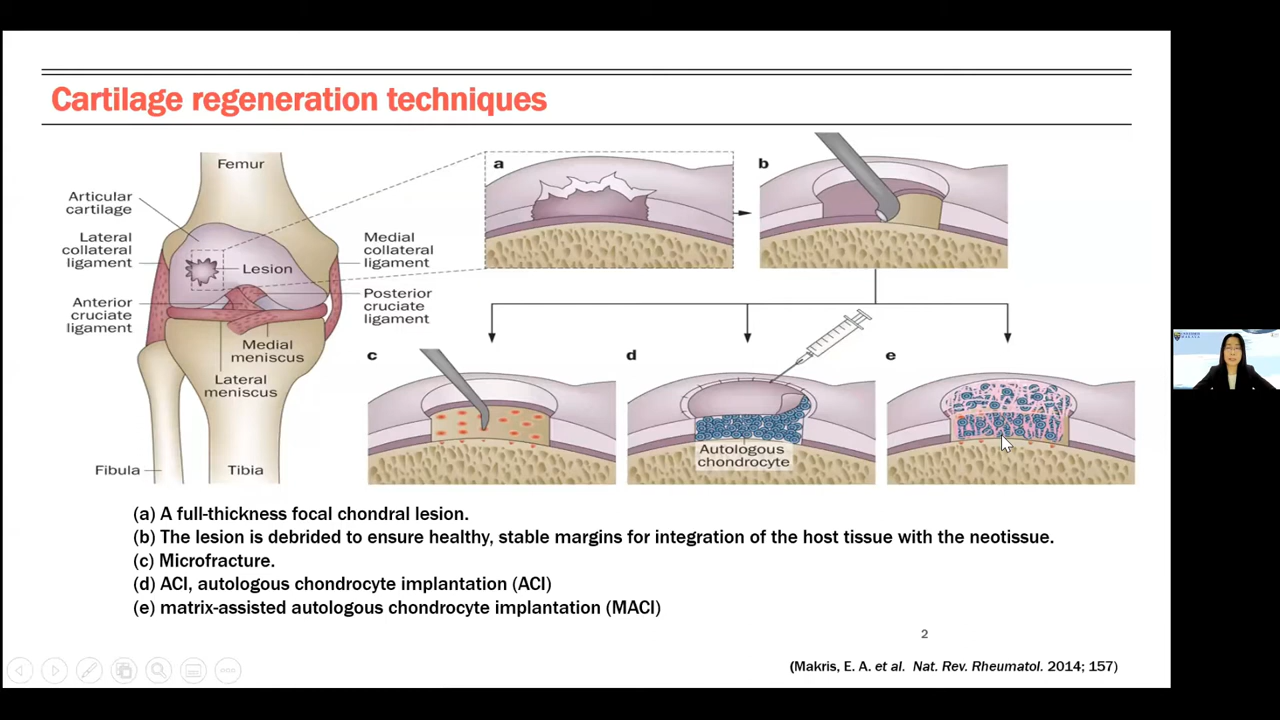 Cartilage regeneration techniques
Femur
Articular
cartilage
Lateral
collateral
ligament
Lesion
Medial
collateral
ligament
Anterior
cruciate
ligament
Posterior
cruciate
ligament
Medial
meniscus
Lateral
meniscus
Fibula
Tibia
a
b
c
d
Autologous
chondrocyte
e
(a) A full-thickness focal chondral lesion.
(b) The lesion is debrided to ensure healthy, stable margins for integration of the host tissue with the neotissue.
(c) Microfracture.
(d) ACI, autologous chondrocyte implantation (ACI)
(e) matrix-assisted autologous chondrocyte implantation (MACI)
2
(Makris, E. A. et al. Nat. Rev. Rheumatol. 2014; 157)